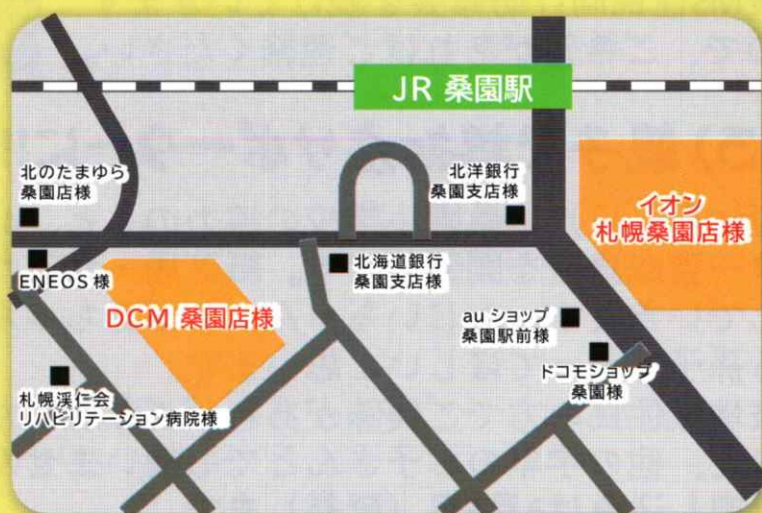 JR 桑園駅
北のたまゆら
桑園店様
北洋銀行
桑園支店様
イオン
札幌桑園店様
ENEOS 様
北海道銀行
桑園支店様
DCM 桑園店様
au ショップ
桑園駅前様
ドコモショップ
桑園様
札幌渓仁会
リハビリテーション病院様